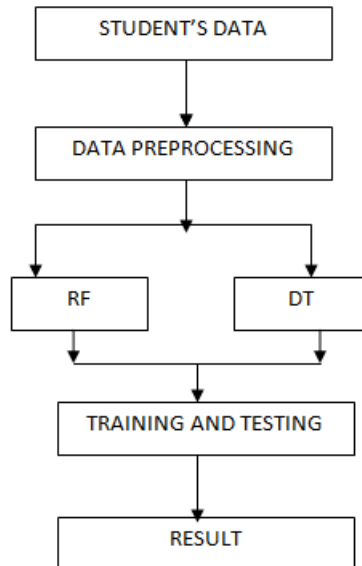 STUDENT’S DATA
DATA PREPROCESSING
RF
DT
TRAINING AND TESTING
RESULT